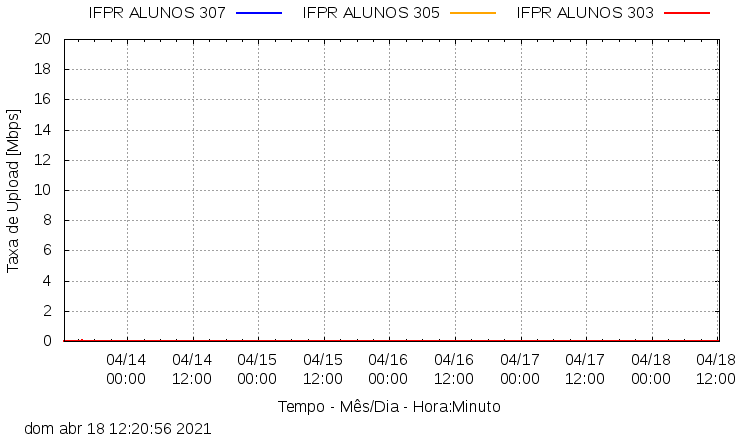 IFPR ALUNOS 307 IFPR ALUNOS 305 IFPR ALUNOS 303
20
18
16
14
12
10
8
6
4
2
0
Taxa de Upload [Mbps]
04/14 04/14 04/15 04/15 04/16 04/16 04/17 04/17 04/18 04/18
00:00 12:00 00:00 12:00 00:00 12:00 00:00 12:00 00:00 12:00
Tempo - Mês/Dia - Hora:Minuto
dom abr 18 12:20:56 2021